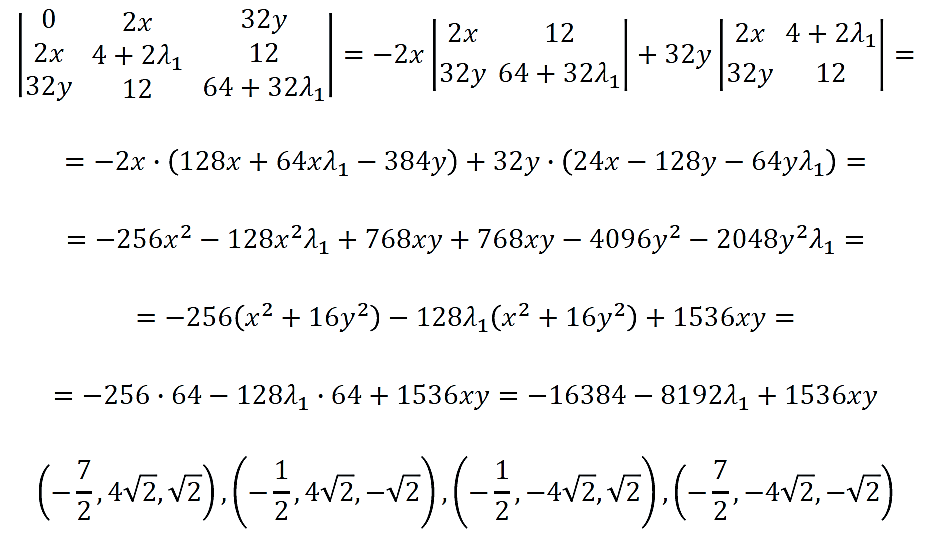 |0 2x 32y; 2x 4 + 2λ₁ 12; 32y 12 64 + 32λ₁| = −2x |2x 12; 32y 64 + 32λ₁| + 32y |2x 4 + 2λ₁; 32y 12| =
= −2x · (128x + 64xλ₁ − 384y) + 32y · (24x − 128y − 64yλ₁) =
= −256x² − 128x²λ₁ + 768xy + 768xy − 4096y² − 2048y²λ₁ =
= −256(x² + 16y²) − 128λ₁(x² + 16y²) + 1536xy =
= −256 · 64 − 128λ₁ · 64 + 1536xy = −16384 − 8192λ₁ + 1536xy
(−7/2, 4√2, √2), (−1/2, 4√2, −√2), (−1/2, −4√2, √2), (−7/2, −4√2, −√2)